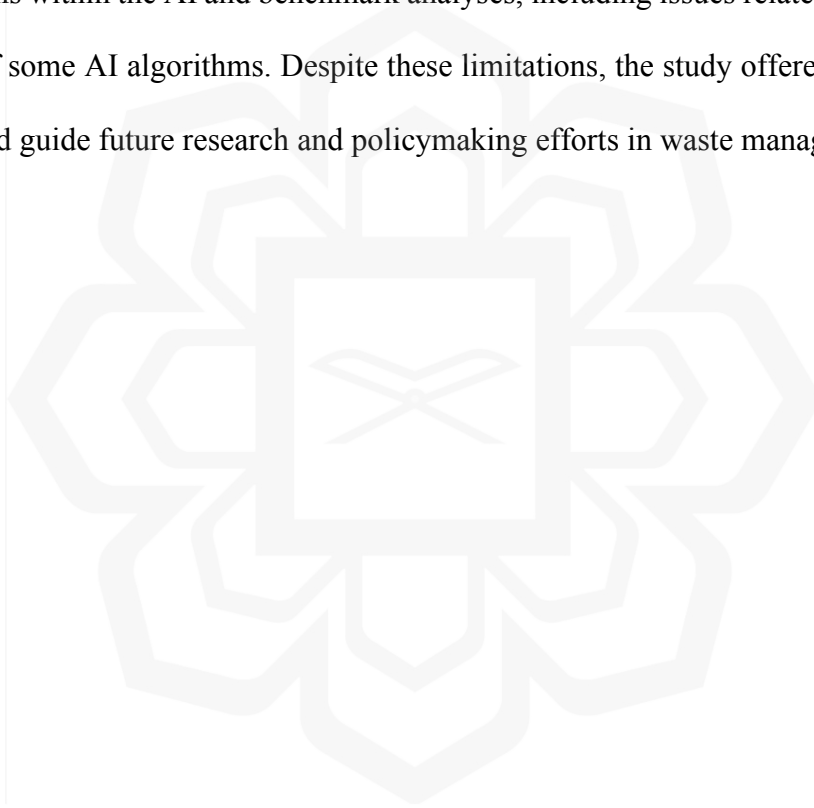 within the AI and benchmark analyses, including issues relate
some AI algorithms. Despite these limitations, the study offere
guide future research and policymaking efforts in waste manag